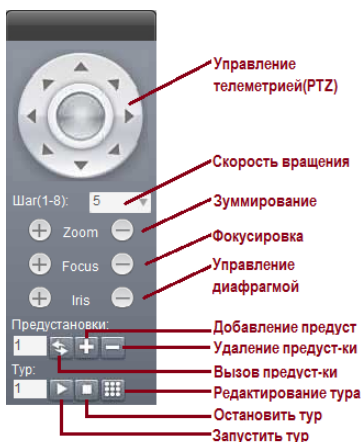 Управление
телеметрией(PTZ)
Скорость вращения
Шаг(1-8): 5
Зуммирование
Zoom
Фокусировка
Focus
Управление
диафрагмой
Iris
Предустановки:
Добавление предуст
1
Удаление предуст-ки
Вызов предуст-ки
Тур:
1
Редактирование тура
Остановить тур
Запустить тур